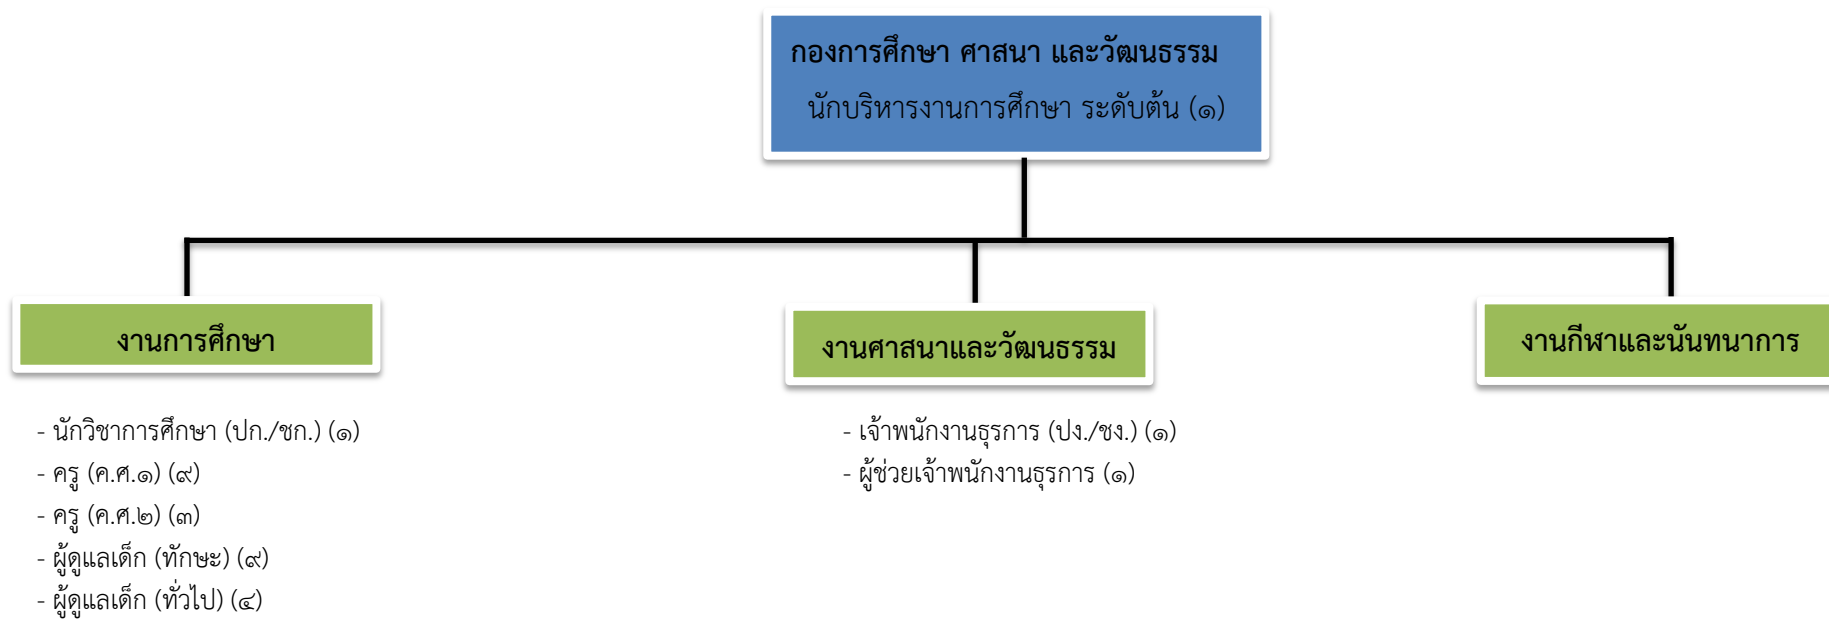 กองการศึกษา ศาสนา และวัฒนธรรม
นักบริหารงานการศึกษา ระดับต้น (๑)
งานการศึกษา
- นักวิชาการศึกษา (ปก./ชก.) (๑)
- ครู (ค.ศ.๑) (๙)
- ครู (ค.ศ.๒) (๓)
- ผู้ดูแลเด็ก (ทักษะ) (๙)
- ผู้ดูแลเด็ก (ทั่วไป) (๔)
งานศาสนาและวัฒนธรรม
- เจ้าพนักงานธุรการ (ปง./ชง.) (๑)
- ผู้ช่วยเจ้าพนักงานธุรการ (๑)
งานกีฬาและนันทนาการ